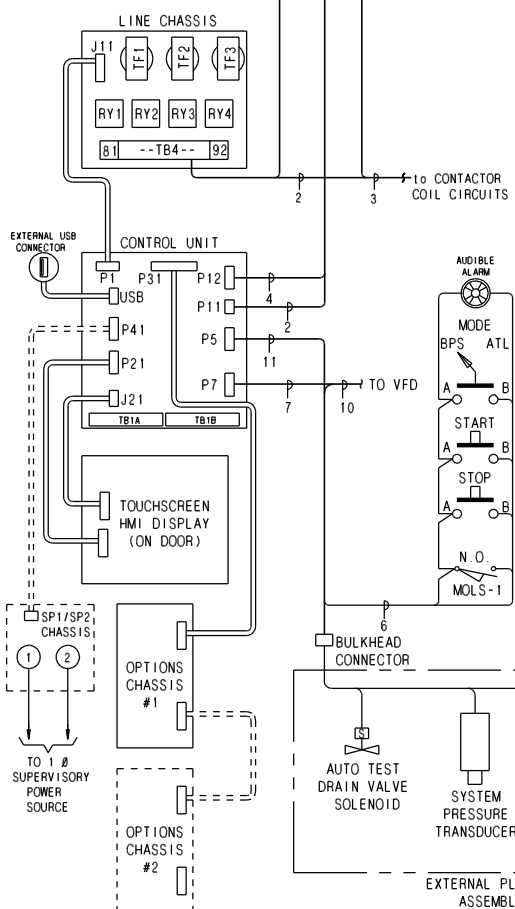 LINE CHASSIS
J11
TF1
TF2
TF3
RY1
RY2
RY3
RY4
81
--TB4--
92
2
3
to CONTACTOR
COIL CIRCUITS
EXTERNAL USB
CONNECTOR
CONTROL UNIT
P1
P31
P12
4
USB
P11
2
P41
P5
11
P21
P7
7
10
TO VFD
J21
TB1A
TB1B
AUDIBLE
ALARM
MODE
BPS ATL
A
B
START
A
B
STOP
A
B
N.O.
MOLS-1
6
TOUCHSCREEN
HMI DISPLAY
(ON DOOR)
SP1/SP2
CHASSIS
1
2
TO 1 Ø
SUPERVISORY
POWER
SOURCE
BULKHEAD
CONNECTOR
OPTIONS
CHASSIS
#1
S
AUTO TEST
DRAIN VALVE
SOLENOID
SYSTEM
PRESSURE
TRANSDUCER
OPTIONS
CHASSIS
#2
EXTERNAL PL
ASSEMBL